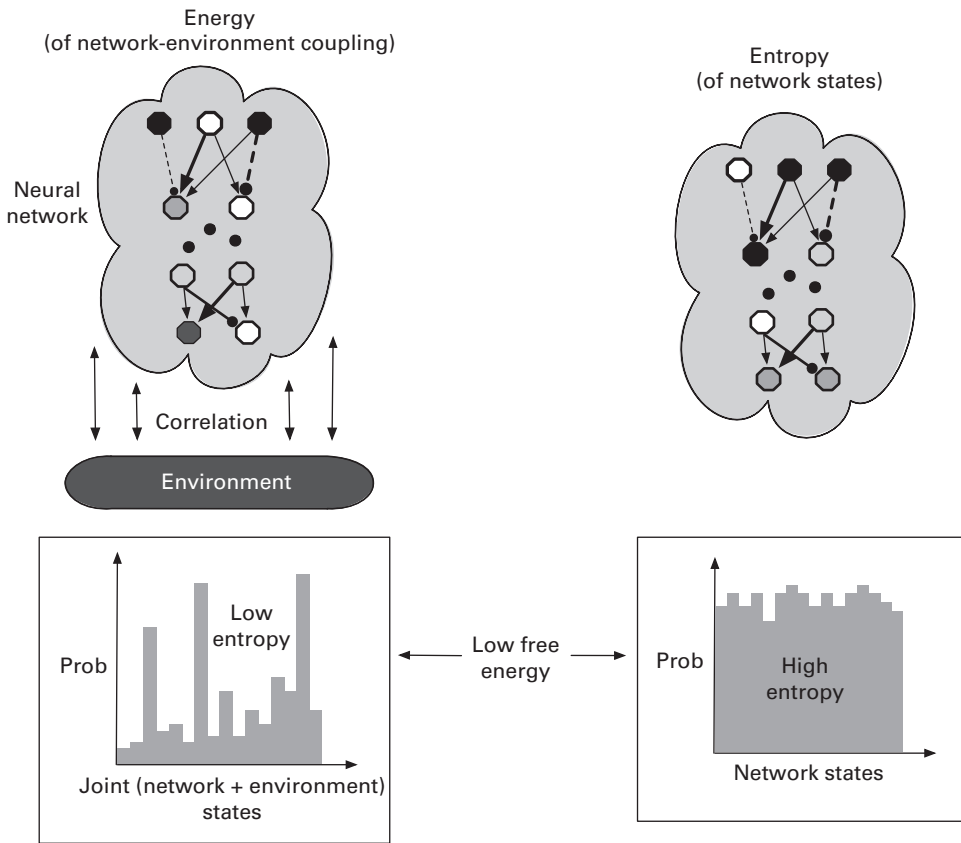 Energy
(of network-environment coupling)
Entropy
(of network states)
Neural
network
Correlation
Environment
Low
entropy
Prob
Joint (network + environment)
states
Low free
energy
Prob
High
entropy
Network states